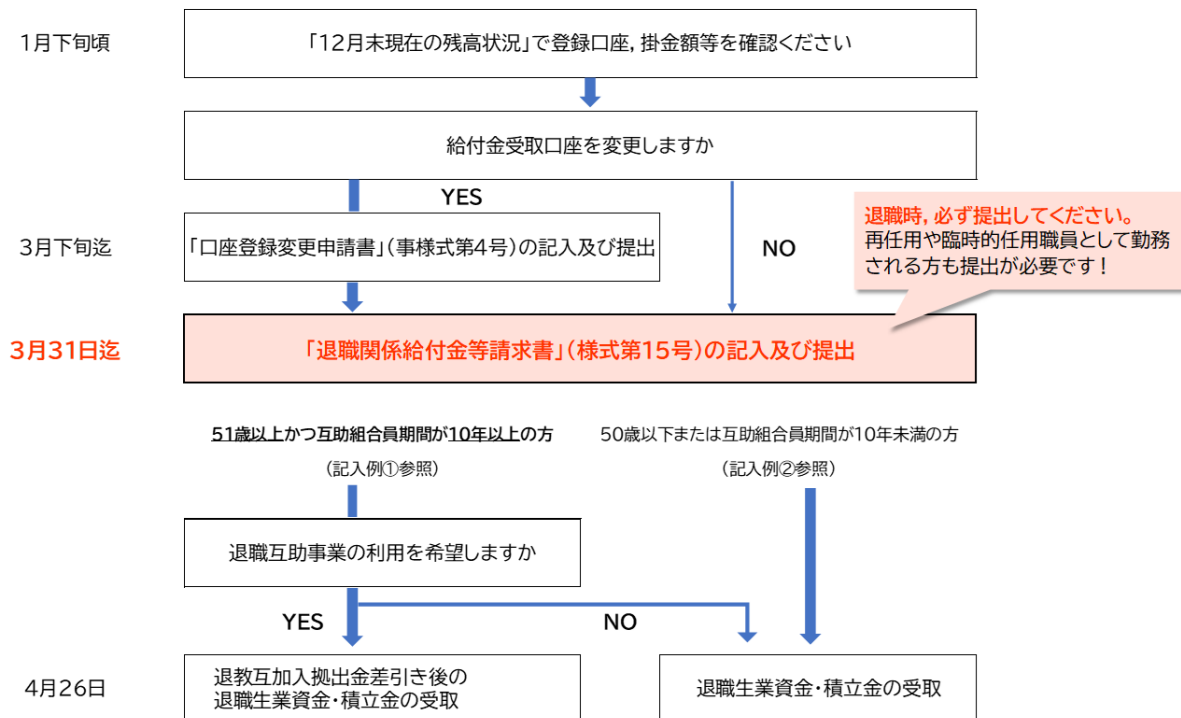 1月下旬頃
「12月末現在の残高状況」で登録口座,掛金額等を確認ください
給付金受取口座を変更しますか
YES
3月下旬迄
「口座登録変更申請書」(事様式第4号)の記入及び提出
NO
退職時,必ず提出してください。
再任用や臨時的任用職員として勤務
される方も提出が必要です!
3月31日迄
「退職関係給付金等請求書」(様式第15号)の記入及び提出
51歳以上かつ互助組合員期間が10年以上の方
(記入例①参照)
50歳以下または互助組合員期間が10年未満の方
(記入例②参照)
退職互助事業の利用を希望しますか
YES
NO
4月26日
退教互加入拠出金差引き後の
退職生業資金・積立金の受取
退職生業資金・積立金の受取